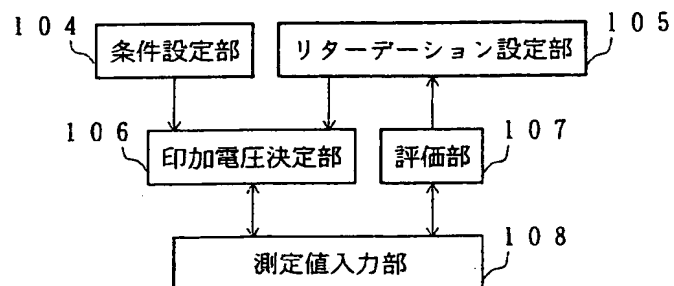 104
条件設定部
リターデーション設定部
105
106
印加電圧決定部
評価部
107
測定値入力部
108